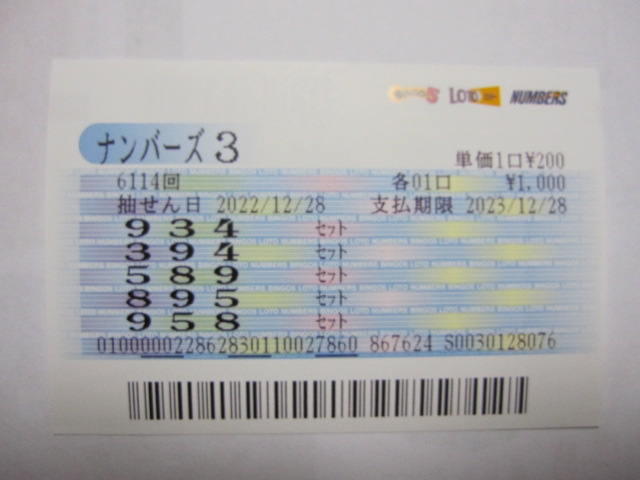 BINGO5 LOTO NUMBERS
ナンバーズ3
単価1口¥200
6114回 各01口 ¥1,000
抽せん日 2022/12/28 支払期限 2023/12/28
934 セット
394 セット
589 セット
895 セット
958 セット
010000022862830110027860 867624 S0030128076